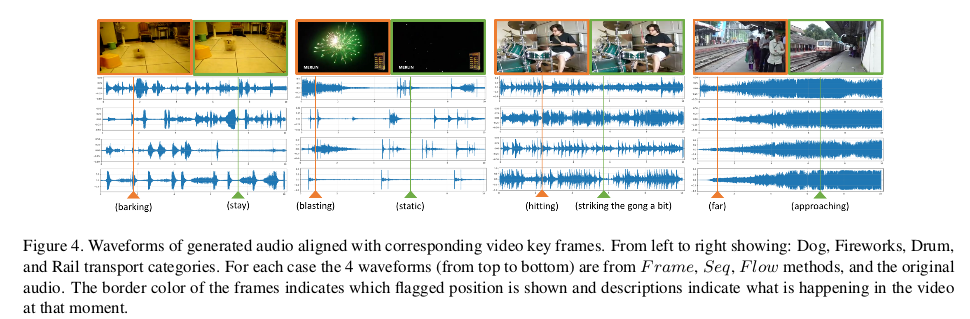 MERLIN MERLIN
(barking) (stay) (blasting) (static) (hitting) (striking the gong a bit) (far) (approaching)
Figure 4. Waveforms of generated audio aligned with corresponding video key frames. From left to right showing: Dog, Fireworks, Drum,
and Rail transport categories. For each case the 4 waveforms (from top to bottom) are from Frame, Seq, Flow methods, and the original
audio. The border color of the frames indicates which flagged position is shown and descriptions indicate what is happening in the video
at that moment.